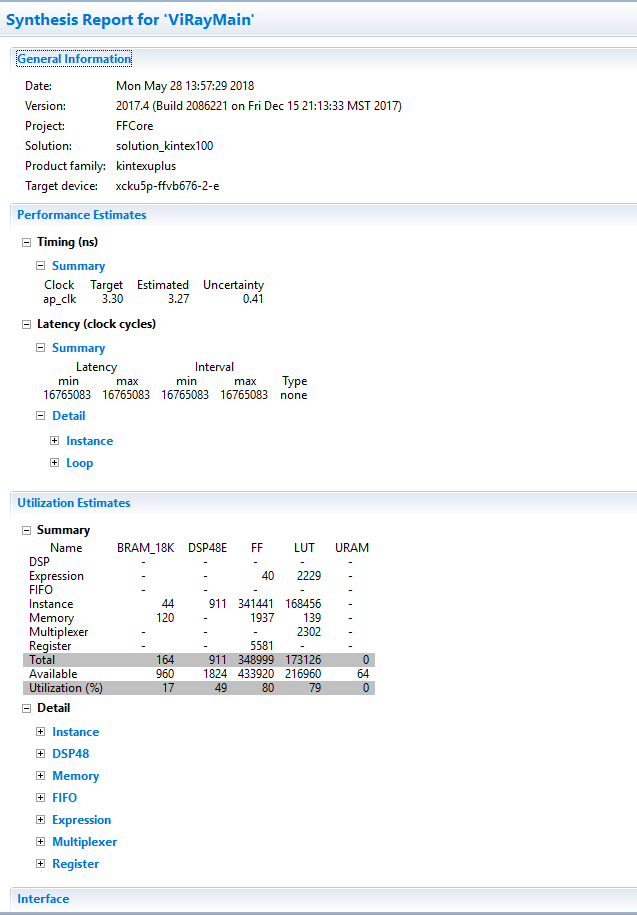 Synthesis Report for 'ViRayMain'
General Information
Date: Mon May 28 13:57:29 2018
Version: 2017.4 (Build 2086221 on Fri Dec 15 21:13:33 MST 2017)
Project: FFCore
Solution: solution_kintex100
Product family: kintexuplus
Target device: xcku5p-ffvb676-2-e
Performance Estimates
Timing (ns)
Summary
Clock Target Estimated Uncertainty
ap_clk 3.30 3.27 0.41
Latency (clock cycles)
Summary
Latency Interval
min max min max Type
16765083 16765083 16765083 16765083 none
Detail
Instance
Loop
Utilization Estimates
Summary
Name BRAM_18K DSP48E FF LUT URAM
DSP - - - - -
Expression - - 40 2229 -
FIFO - - - - -
Instance 44 911 341441 168456 -
Memory 120 - 1937 139 -
Multiplexer - - - 2302 -
Register - - 5581 - -
Total 164 911 348999 173126 0
Available 960 1824 433920 216960 64
Utilization (%) 17 49 80 79 0
Detail
Instance
DSP48
Memory
FIFO
Expression
Multiplexer
Register
Interface